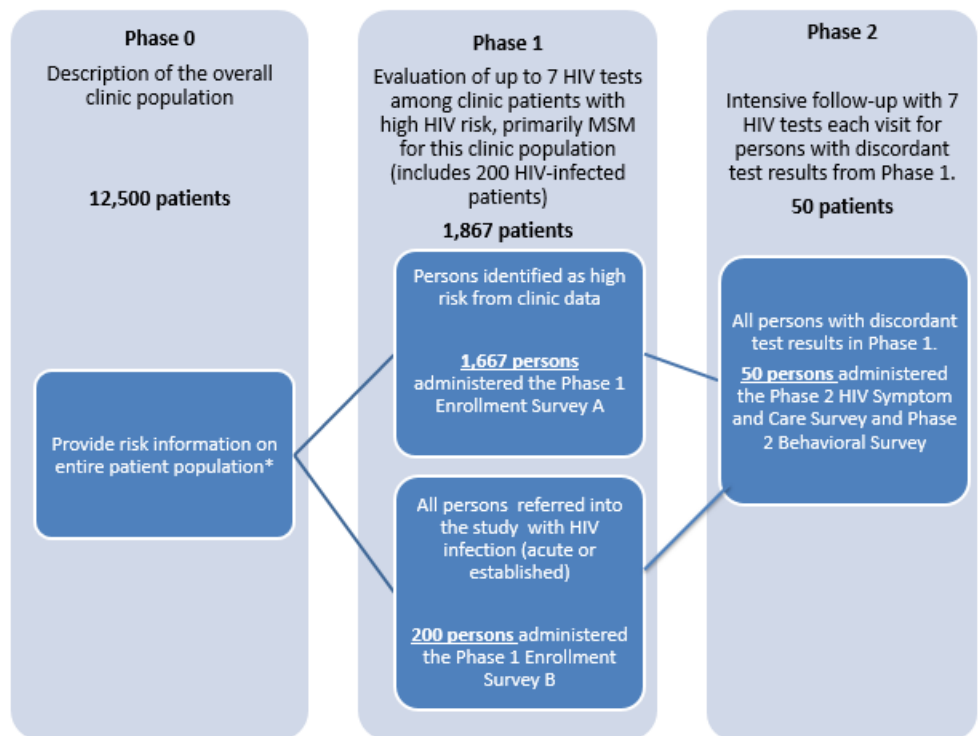 Phase 0
Description of the overall
clinic population
12,500 patients
Provide risk information on
entire patient population*
Phase 1
Evaluation of up to 7 HIV tests
among clinic patients with
high HIV risk, primarily MSM
for this clinic population
(includes 200 HIV-infected
patients)
1,867 patients
Persons identified as high
risk from clinic data
1,667 persons
administered the Phase 1
Enrollment Survey A
All persons referred into
the study with HIV
infection (acute or
established)
200 persons administered
the Phase 1 Enrollment
Survey B
Phase 2
Intensive follow-up with 7
HIV tests each visit for
persons with discordant
test results from Phase 1.
50 patients
All persons with discordant
test results in Phase 1.
50 persons administered
the Phase 2 HIV Symptom
and Care Survey and Phase
2 Behavioral Survey